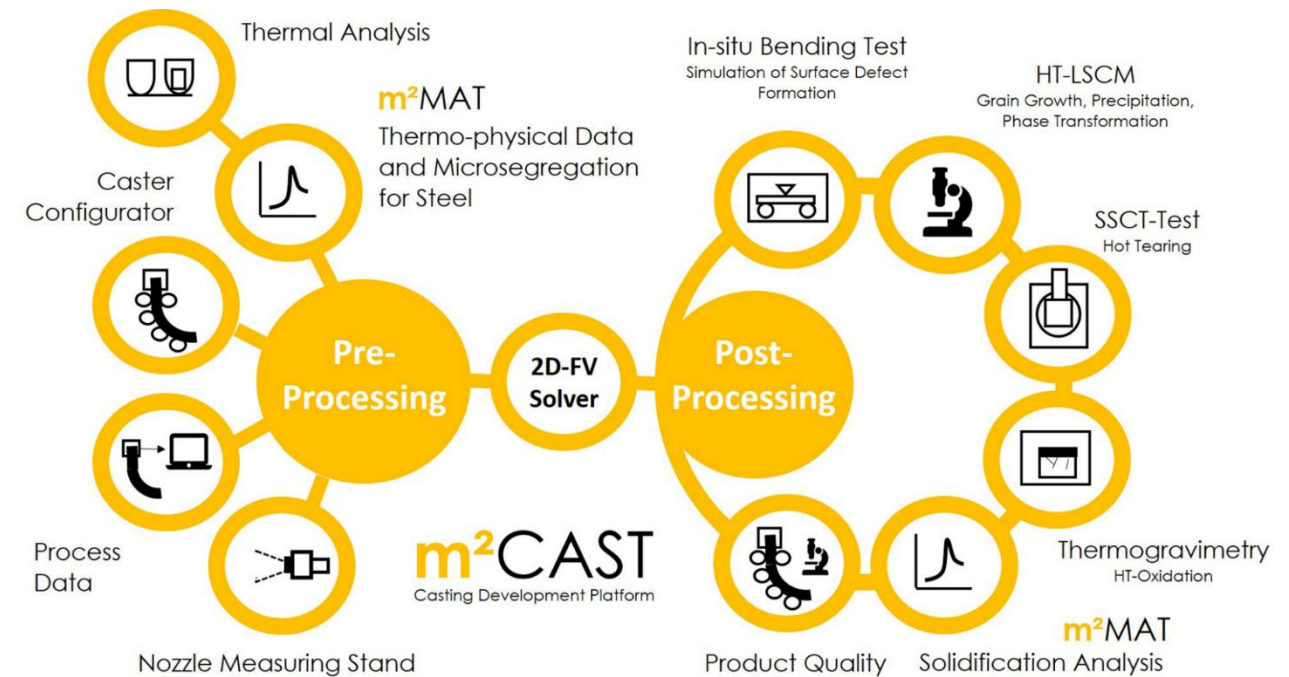 Thermal Analysis
m²MAT
Thermo-physical Data
and Microsegregation
for Steel
Caster
Configurator
Pre-
Processing
Process
Data
Nozzle Measuring Stand
m²CAST
Casting Development Platform
2D-FV
Solver
Post-
Processing
In-situ Bending Test
Simulation of Surface Defect
Formation
HT-LSCM
Grain Growth, Precipitation,
Phase Transformation
SSCT-Test
Hot Tearing
Thermogravimetry
HT-Oxidation
m²MAT
Solidification Analysis
Product Quality